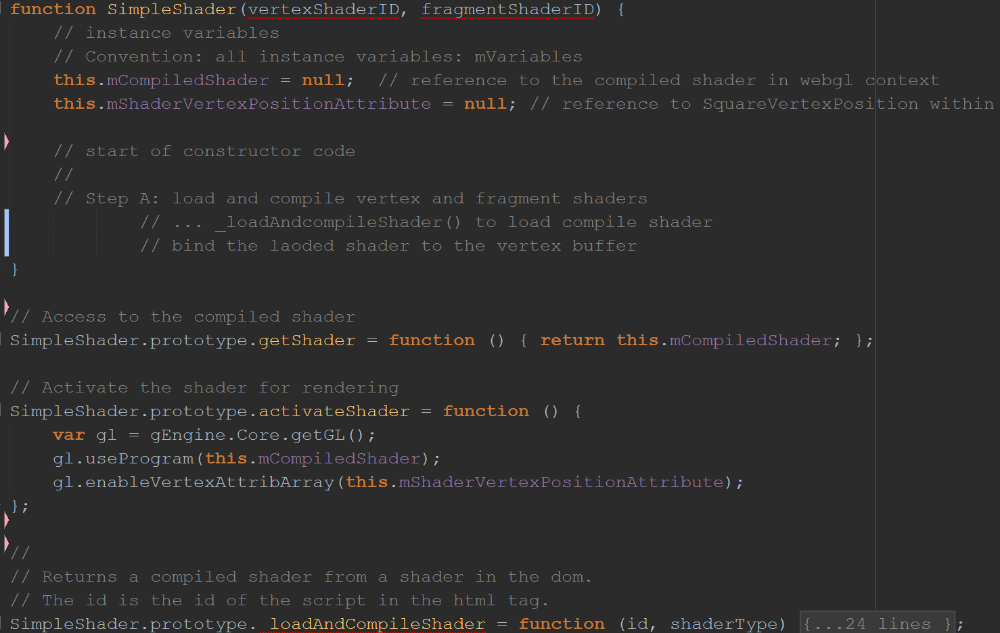 function SimpleShader(vertexShaderID, fragmentShaderID) {
    // instance variables
    // Convention: all instance variables: mVariables
    this.mCompiledShader = null;  // reference to the compiled shader in webgl context
    this.mShaderVertexPositionAttribute = null; // reference to SquareVertexPosition within
    // start of constructor code
    //
    // Step A: load and compile vertex and fragment shaders
            // ... _loadAndcompileShader() to load compile shader
            // bind the laoded shader to the vertex buffer
}
// Access to the compiled shader
SimpleShader.prototype.getShader = function () { return this.mCompiledShader; };
// Activate the shader for rendering
SimpleShader.prototype.activateShader = function () {
    var gl = gEngine.Core.getGL();
    gl.useProgram(this.mCompiledShader);
    gl.enableVertexAttribArray(this.mShaderVertexPositionAttribute);
};
//
// Returns a compiled shader from a shader in the dom.
// The id is the id of the script in the html tag.
SimpleShader.prototype._loadAndCompileShader = function (id, shaderType) {...24 lines };